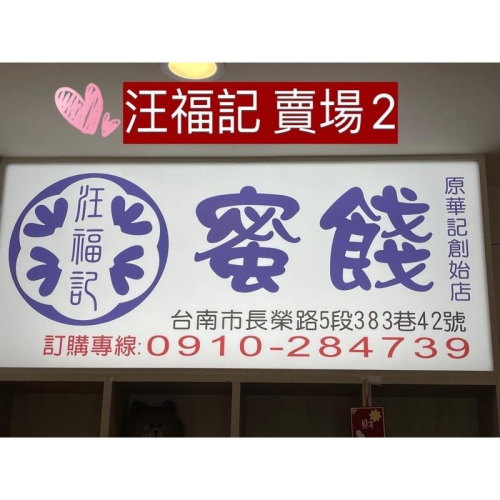 汪福記 賣場 2
汪福記
蜜餞
原華記創始店
台南市長榮路5段383巷42號
訂購專線:0910-284739
財